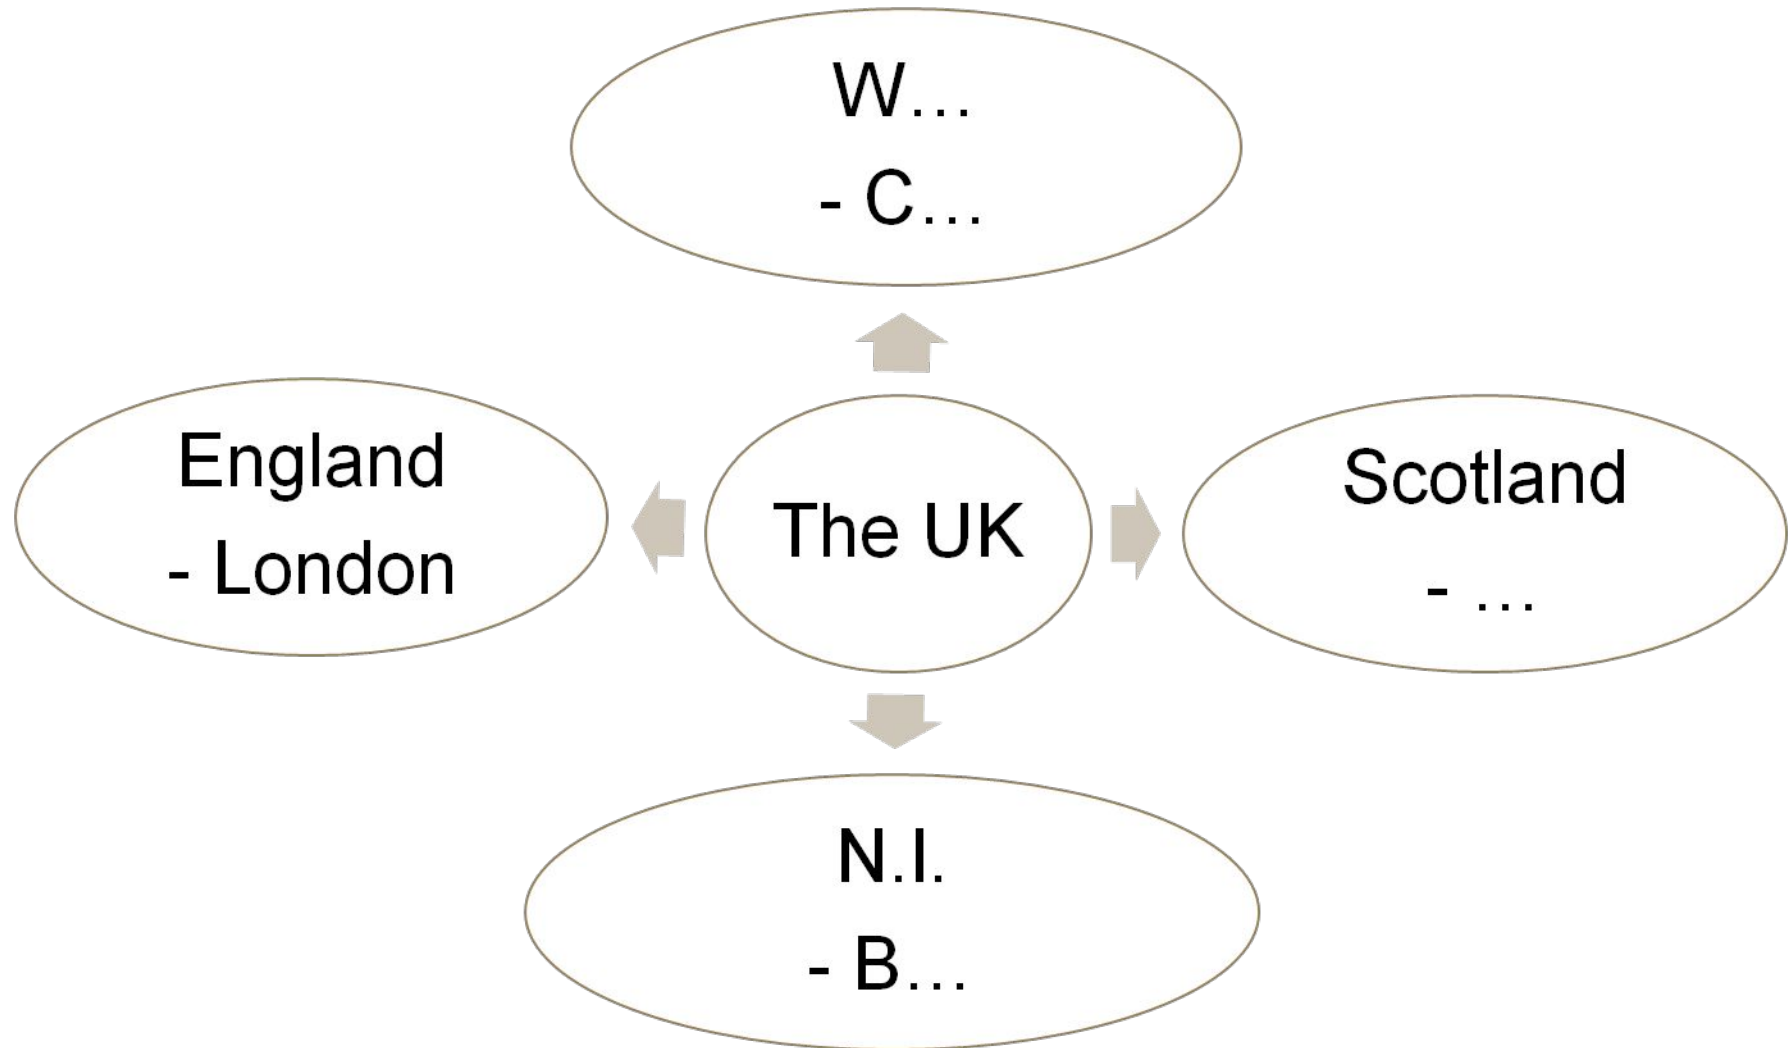 W…
- C…
England
- London
The UK
Scotland
- …
N.I.
- B…